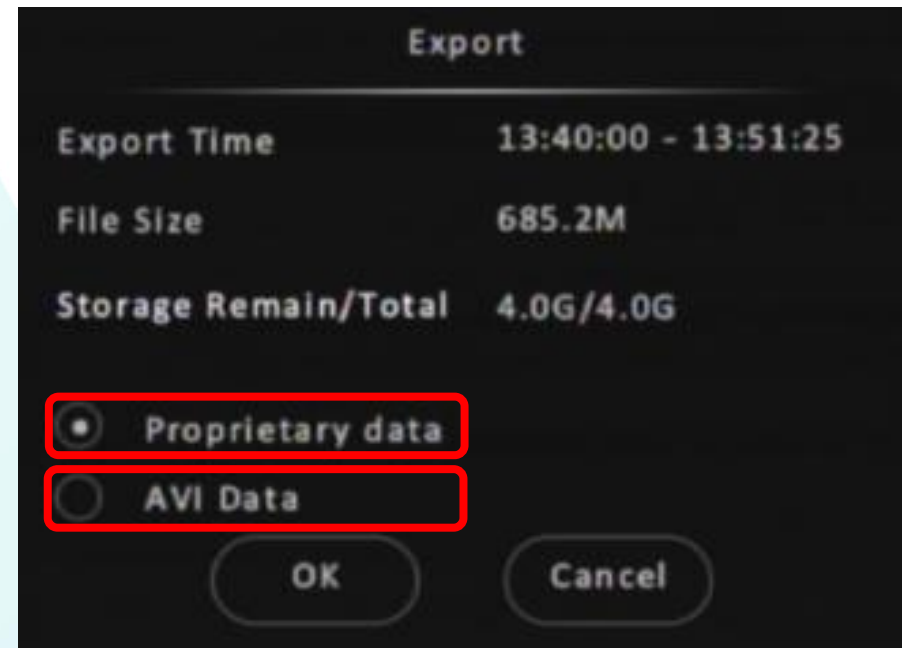 Export
Export Time 13:40:00 - 13:51:25
File Size 685.2M
Storage Remain/Total 4.0G/4.0G
Proprietary data
AVI Data
OK Cancel